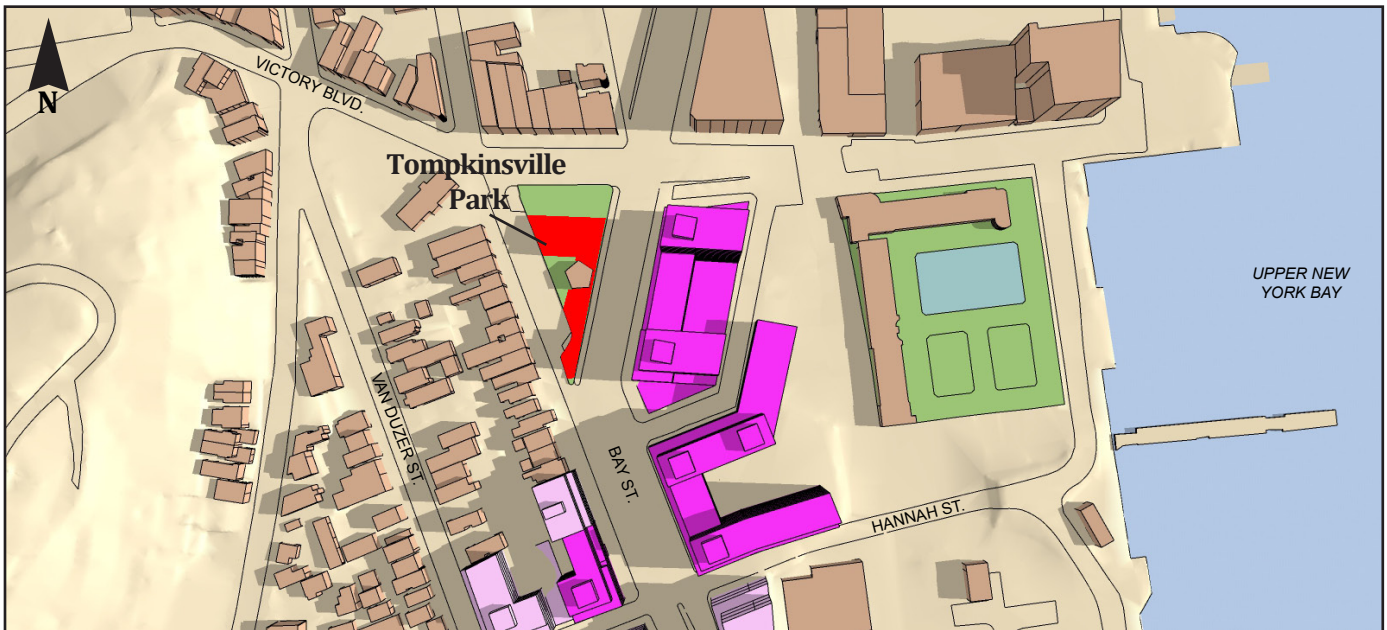 N
VICTORY BLVD.
Tompkinsville
Park
UPPER NEW
YORK BAY
VAN DUZER ST.
BAY ST.
HANNAH ST.